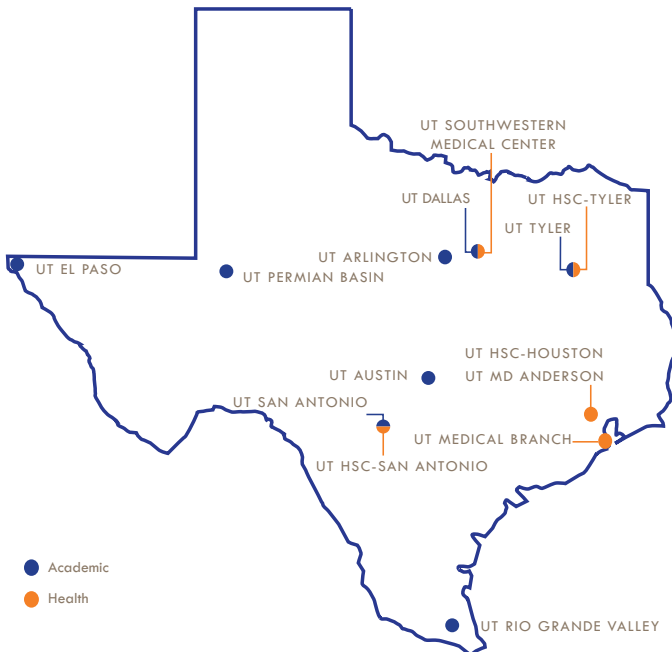 UT SOUTHWESTERN
MEDICAL CENTER
UT DALLAS
UT HSC-TYLER
UT TYLER
UT ARLINGTON
UT EL PASO
UT PERMIAN BASIN
UT HSC-HOUSTON
UT AUSTIN
UT MD ANDERSON
UT SAN ANTONIO
UT MEDICAL BRANCH
UT HSC-SAN ANTONIO
Academic
Health
UT RIO GRANDE VALLEY